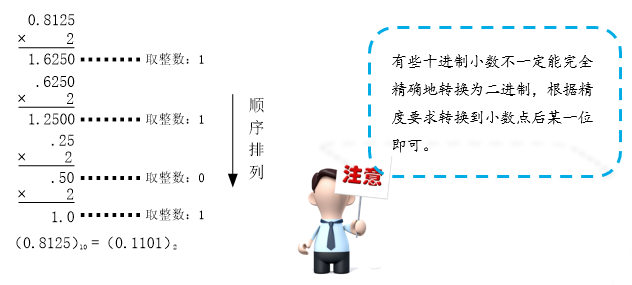 0.8125
× 2
1.6250 ········ 取整数：1
.6250
× 2
1.2500 ········ 取整数：1
.25
× 2
.50 ········ 取整数：0
× 2
1.0 ········ 取整数：1
(0.8125)₁₀ = (0.1101)₂
顺序排列
有些十进制小数不一定能完全
精确地转换为二进制，根据精
度要求转换到小数点后某一位
即可。
注意